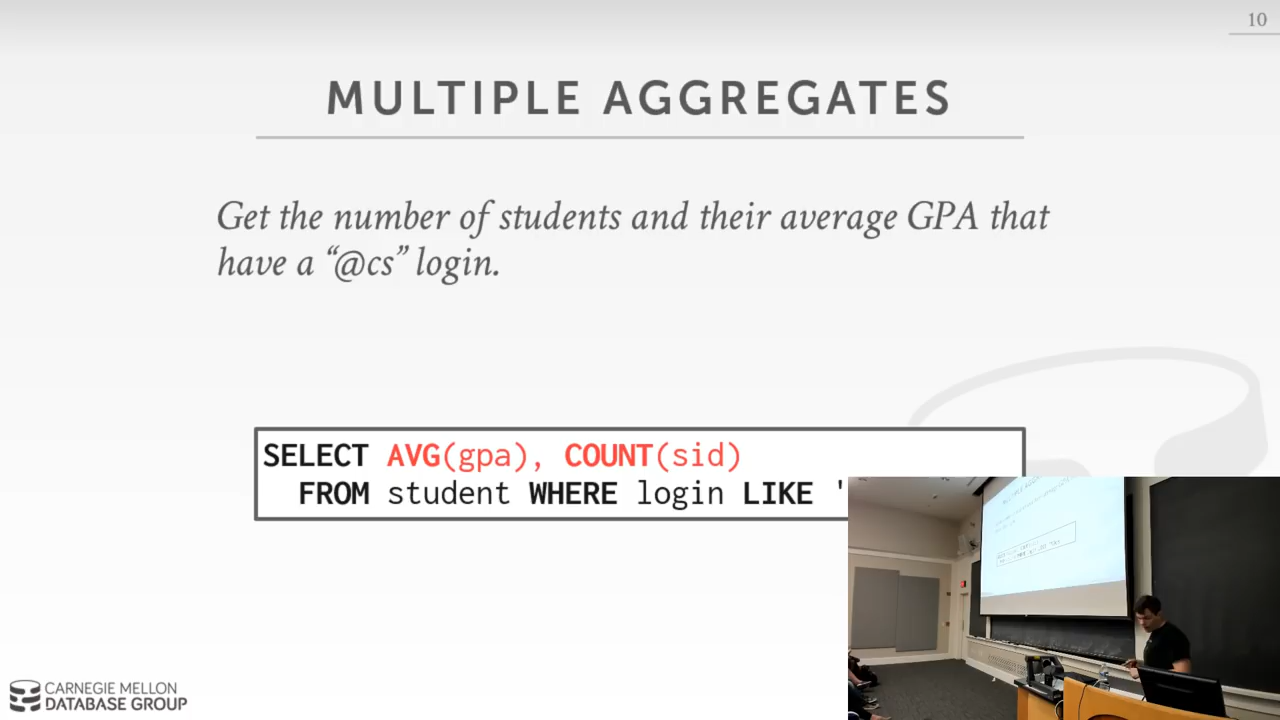 10
MULTIPLE AGGREGATES
Get the number of students and their average GPA that
have a “@cs” login.
SELECT AVG(gpa), COUNT(sid)
FROM student WHERE login LIKE '
CARNEGIE MELLON
DATABASE GROUP